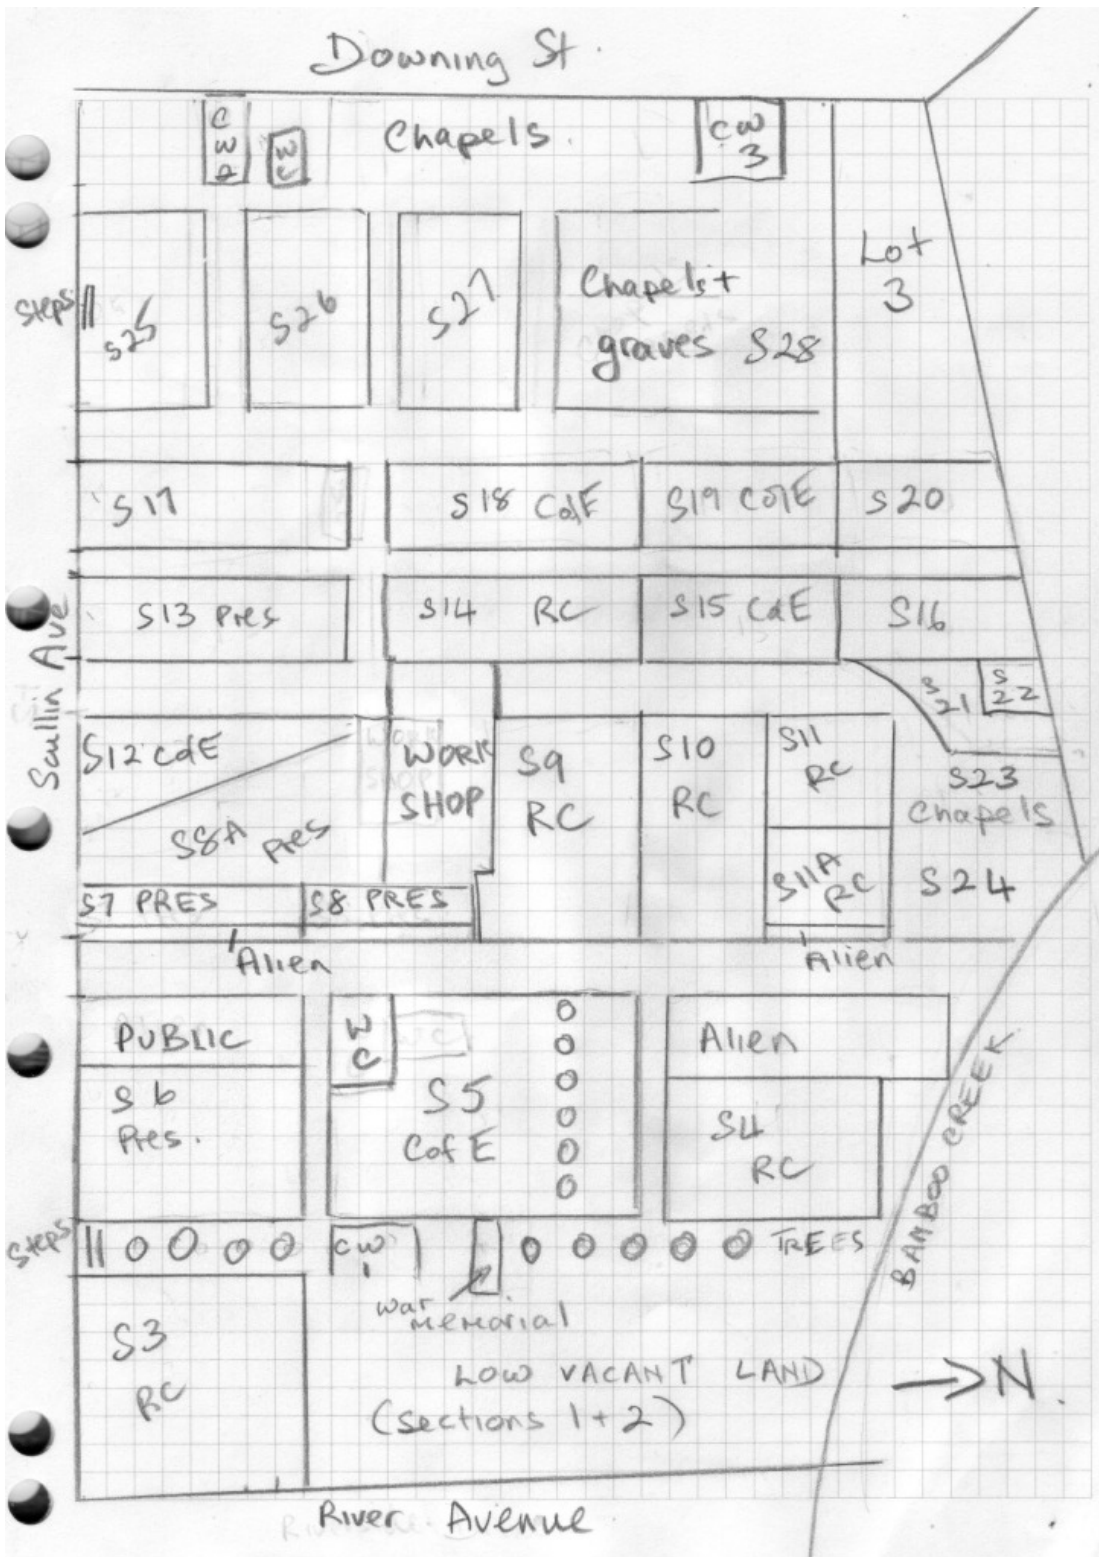 Downing St.
CW2
WC
Chapels.
CW
3
Steps
S25
S26
S27
Chapels +
graves S28
Lot
3
S17
S18 CofE
S19 CofE
S20
S13 Pres
S14 RC
S15 CofE
S16
Scullin Ave
S
21
S
22
S12 CofE
S8A Pres
WORK
SHOP
S9
RC
S10
RC
S11
RC
S11A
RC
S23
Chapels
S24
S7 PRES
S8 PRES
Alien
Alien
PUBLIC
S6
Pres.
WC
S5
CofE
Alien
S4
RC
BAMBOO CREEK
Steps
CW
1
TREES
war
memorial
S3
RC
LOW VACANT LAND
(sections 1+2)
N
River Avenue